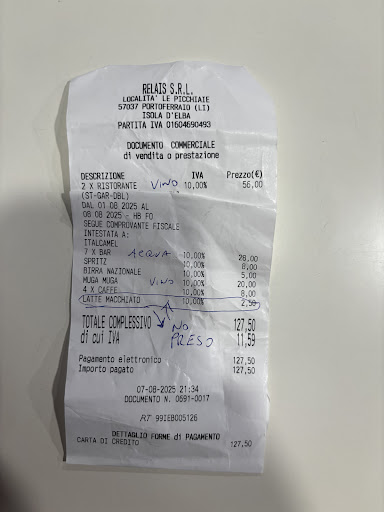 RELAIS S.R.L.
LOCALITA' LE PICCHIAIE
57037 PORTOFERRAIO (LI)
ISOLA D'ELBA
PARTITA IVA 01604690493
DOCUMENTO COMMERCIALE
di vendita o prestazione
DESCRIZIONE IVA Prezzo(€)
2 X RISTORANTE VINO 10,00% 56,00
(ST-GAR-DBL)
DAL 01 08 2025 AL
08 08 2025 - HB FO
SEGUE COMPROVANTE FISCALE
INTESTATA A:
ITALCAMEL
7 X BAR ACQUA 10,00% 28,00
SPRITZ 10,00% 8,00
BIRRA NAZIONALE 10,00% 5,00
MUGA MUGA VINO 10,00% 20,00
4 X CAFFE' 10,00% 8,00
LATTE MACCHIATO 10,00% 2,50
TOTALE COMPLESSIVO NO 127,50
di cui IVA PRESO 11,59
Pagamento elettronico 127,50
Importo pagato 127,50
07-08-2025 21:34
DOCUMENTO N. 0691-0017
RT 99IEB005126
DETTAGLIO FORME di PAGAMENTO
CARTA DI CREDITO 127,50